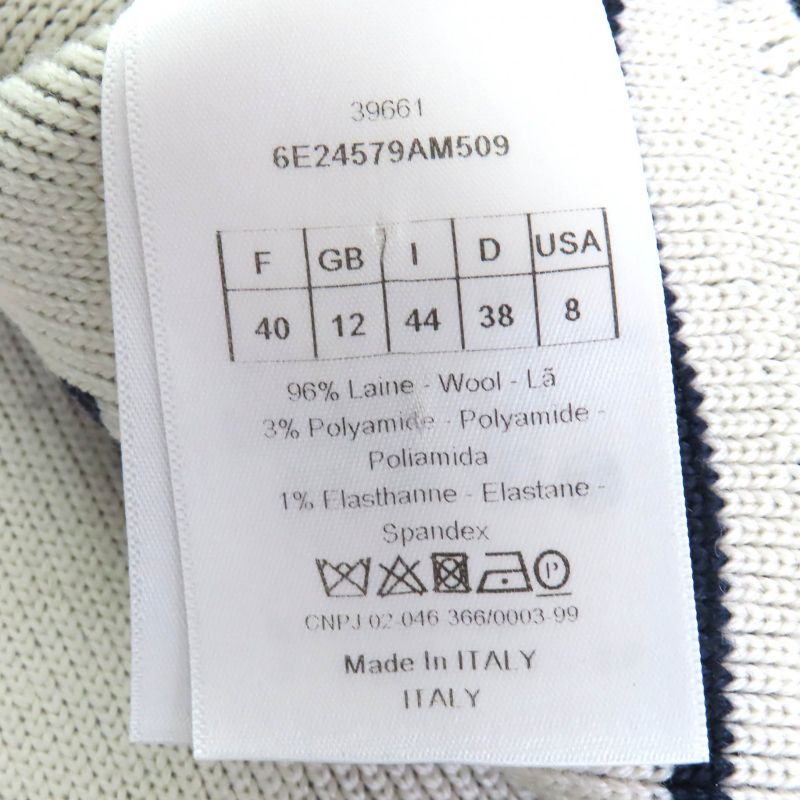 39661
6E24579AM509
F GB I D USA
40 12 44 38 8
96% Laine - Wool - Lã
3% Polyamide - Polyamide -
Poliamida
1% Elasthanne - Elastane -
Spandex
P
CNPJ 02-046 366/0003-99
Made In ITALY
ITALY